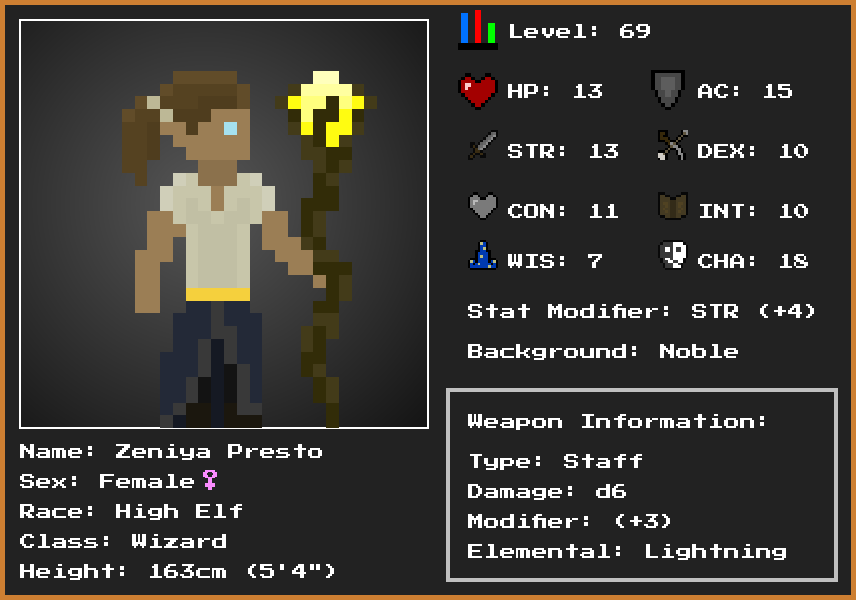 Level: 69
HP: 13 AC: 15
STR: 13 DEX: 10
CON: 11 INT: 10
WIS: 7 CHA: 18
Stat Modifier: STR (+4)
Background: Noble
Weapon Information:
Type: Staff
Damage: d6
Modifier: (+3)
Elemental: Lightning
Name: Zeniya Presto
Sex: Female♀
Race: High Elf
Class: Wizard
Height: 163cm (5'4")